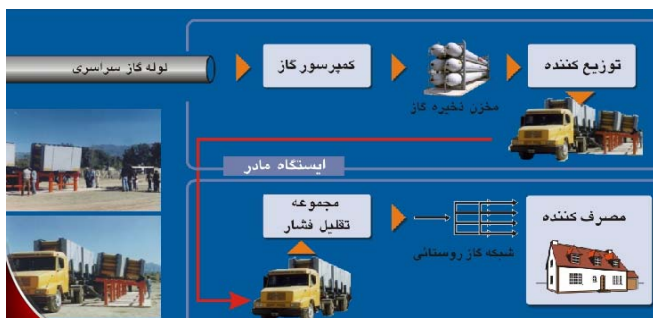 لوله گاز سراسری
کمپرسور گاز
مخزن ذخیره گاز
توزیع کننده
ایستگاه مادر
مجموعه
تقلیل فشار
شبکه گاز روستائی
مصرف کننده